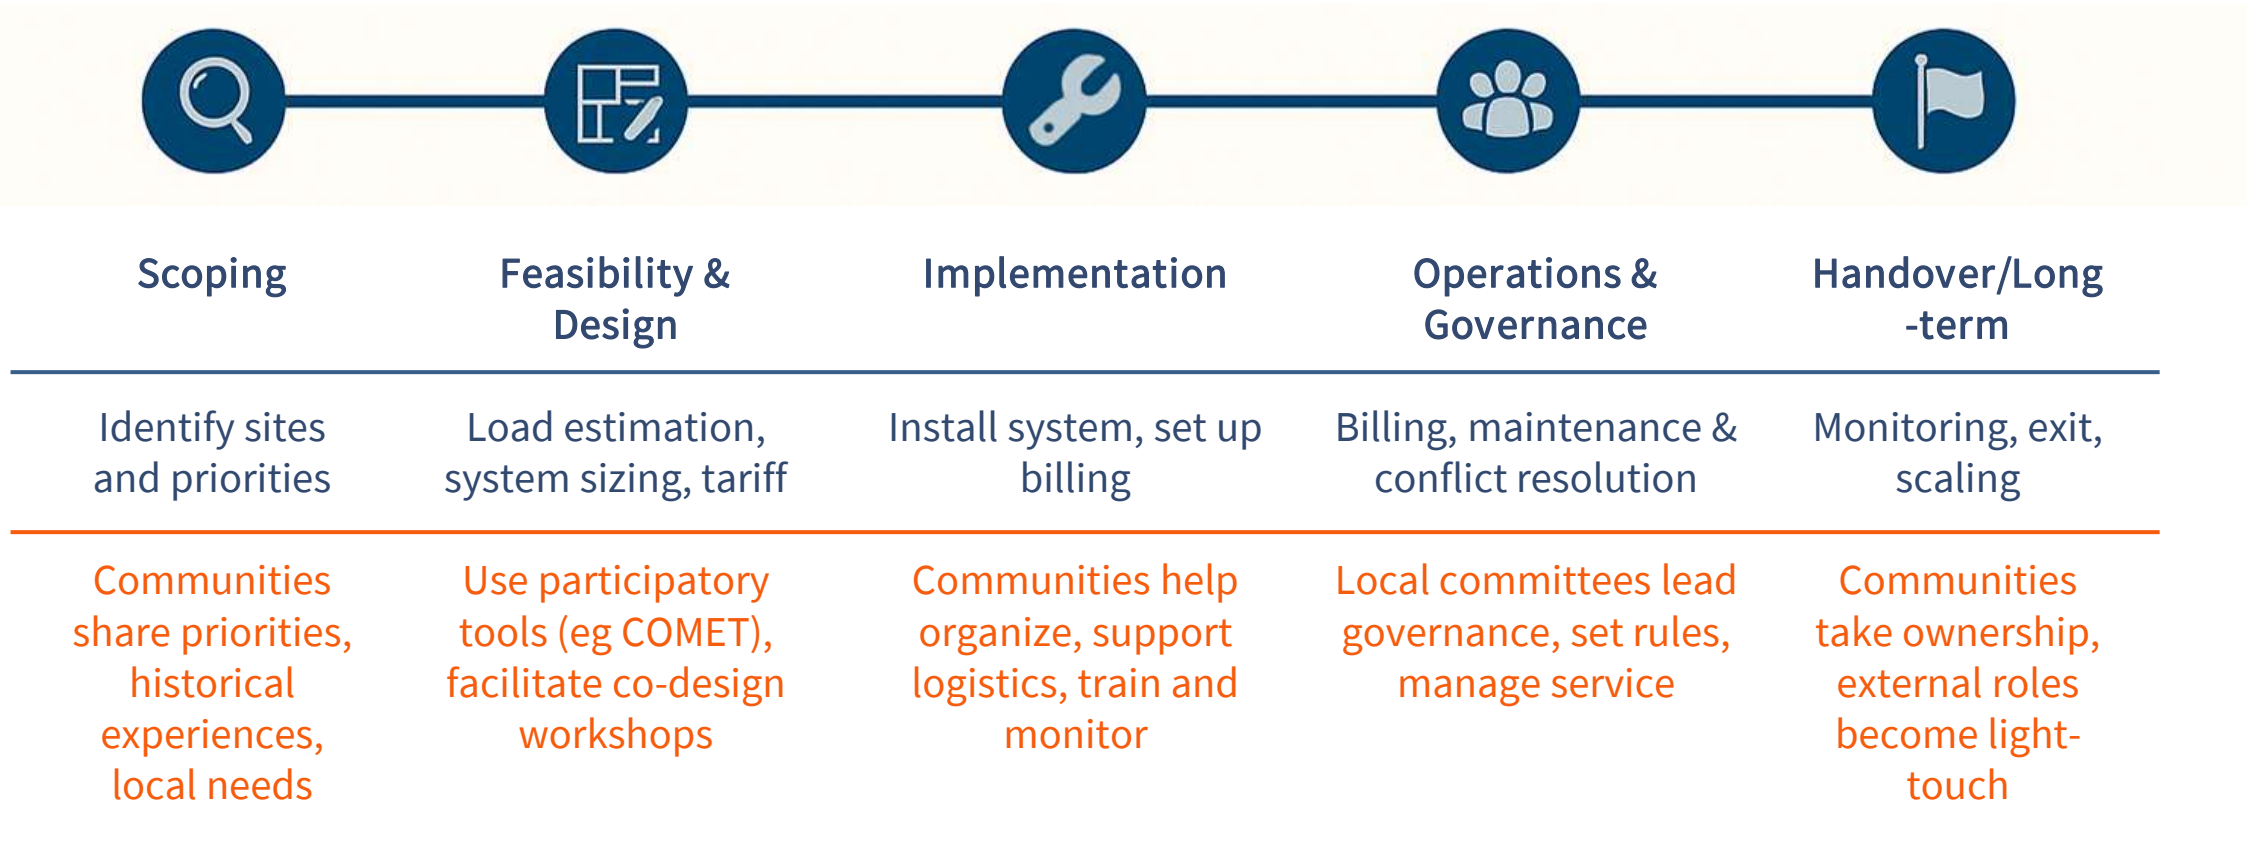 Scoping
Feasibility &
Design
Implementation
Operations &
Governance
Handover/Long
-term
Identify sites
and priorities
Load estimation,
system sizing, tariff
Install system, set up
billing
Billing, maintenance &
conflict resolution
Monitoring, exit,
scaling
Communities
share priorities,
historical
experiences,
local needs
Use participatory
tools (eg COMET),
facilitate co-design
workshops
Communities help
organize, support
logistics, train and
monitor
Local committees lead
governance, set rules,
manage service
Communities
take ownership,
external roles
become light-
touch